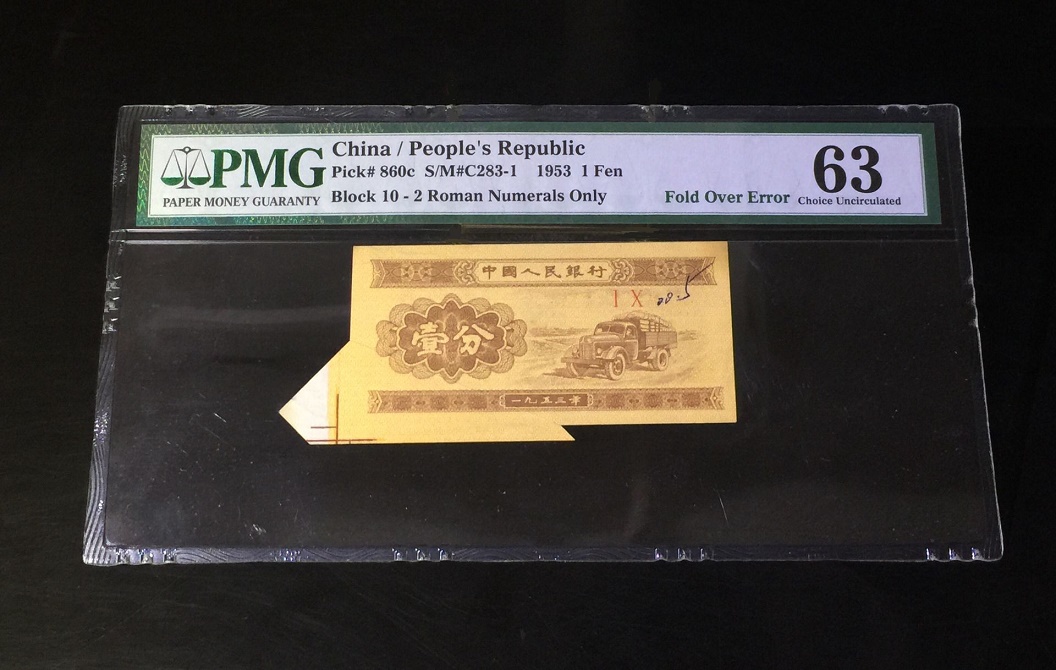 China / People's Republic
PMG Pick# 860c S/M#C283-1 1953 1 Fen 63
PAPER MONEY GUARANTY Block 10 - 2 Roman Numerals Only Fold Over Error Choice Uncirculated
中國人民銀行
I X
壹分
一九五三年